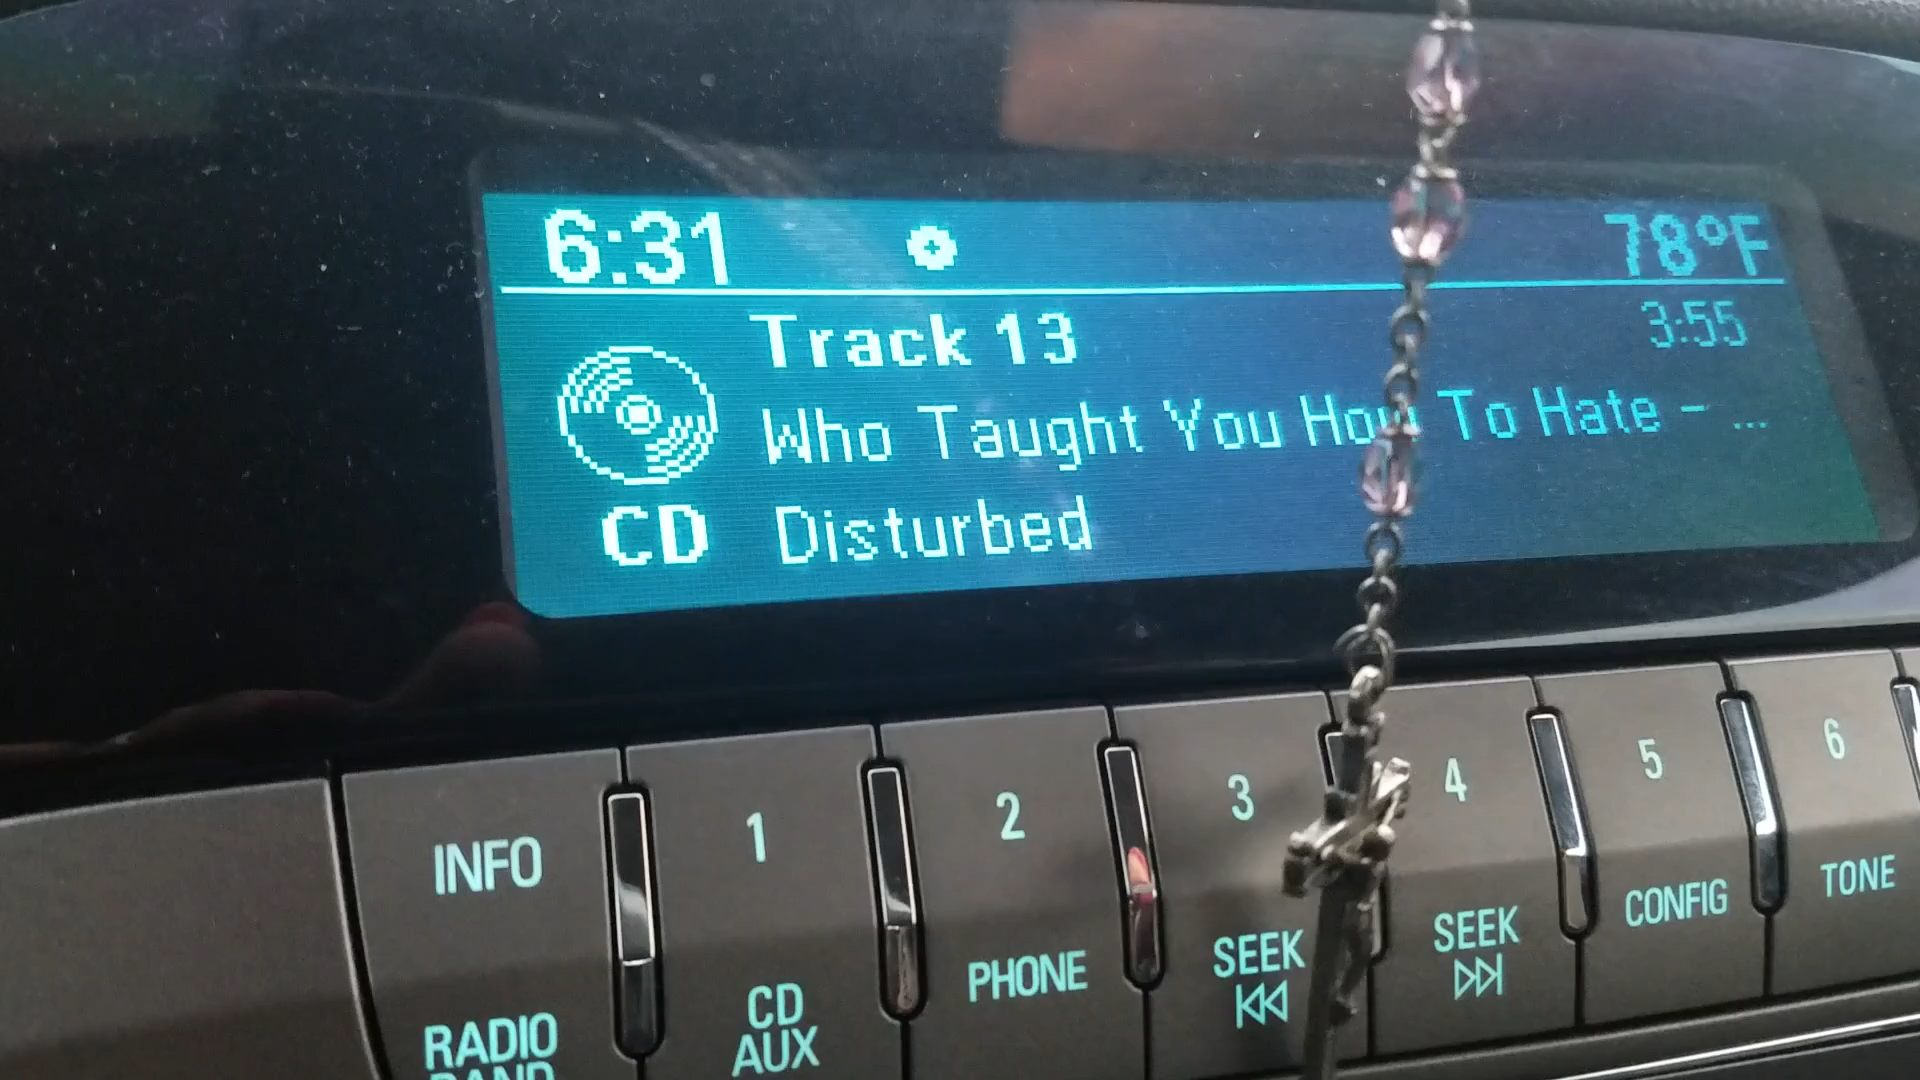 6:31 78°F
Track 13 3:55
Who Taught You How To Hate - ...
CD Disturbed
INFO 1 2 3 4 5 6
RADIO BAND
CD AUX
PHONE
SEEK
SEEK
CONFIG
TONE